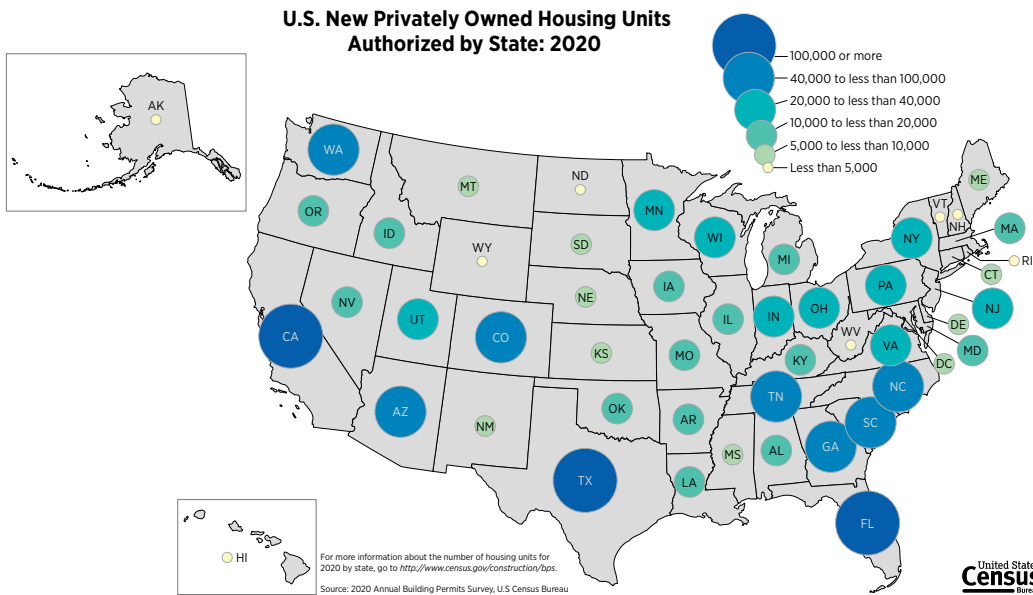 U.S. New Privately Owned Housing Units
Authorized by State: 2020
100,000 or more
40,000 to less than 100,000
20,000 to less than 40,000
10,000 to less than 20,000
5,000 to less than 10,000
Less than 5,000
AK
WA
MT
ND
MN
ME
VT
NH
OR
ID
WY
SD
WI
MI
NY
MA
RI
CT
NV
UT
CO
NE
IA
IL
IN
OH
PA
NJ
CA
KS
MO
KY
WV
VA
DE
MD
DC
AZ
NM
OK
AR
TN
NC
SC
TX
LA
MS
AL
GA
FL
HI
For more information about the number of housing units for
2020 by state, go to http://www.census.gov/construction/bps.
Source: 2020 Annual Building Permits Survey, U.S Census Bureau
United State
Census
Bureau